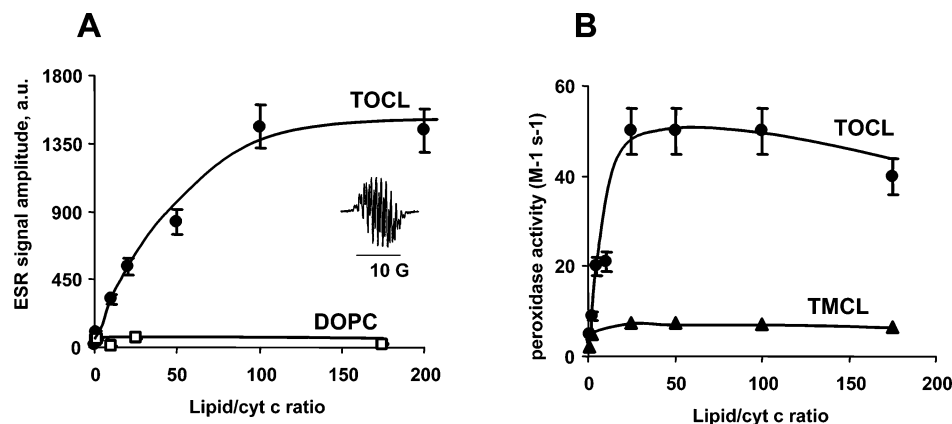 A
ESR signal amplitude, a.u.
1800
1350
900
450
0
TOCL
10 G
DOPC
0 50 100 150 200
Lipid/cyt c ratio
B
peroxidase activity (M-1 s-1)
60
40
20
0
TOCL
TMCL
0 50 100 150 200
Lipid/cyt c ratio